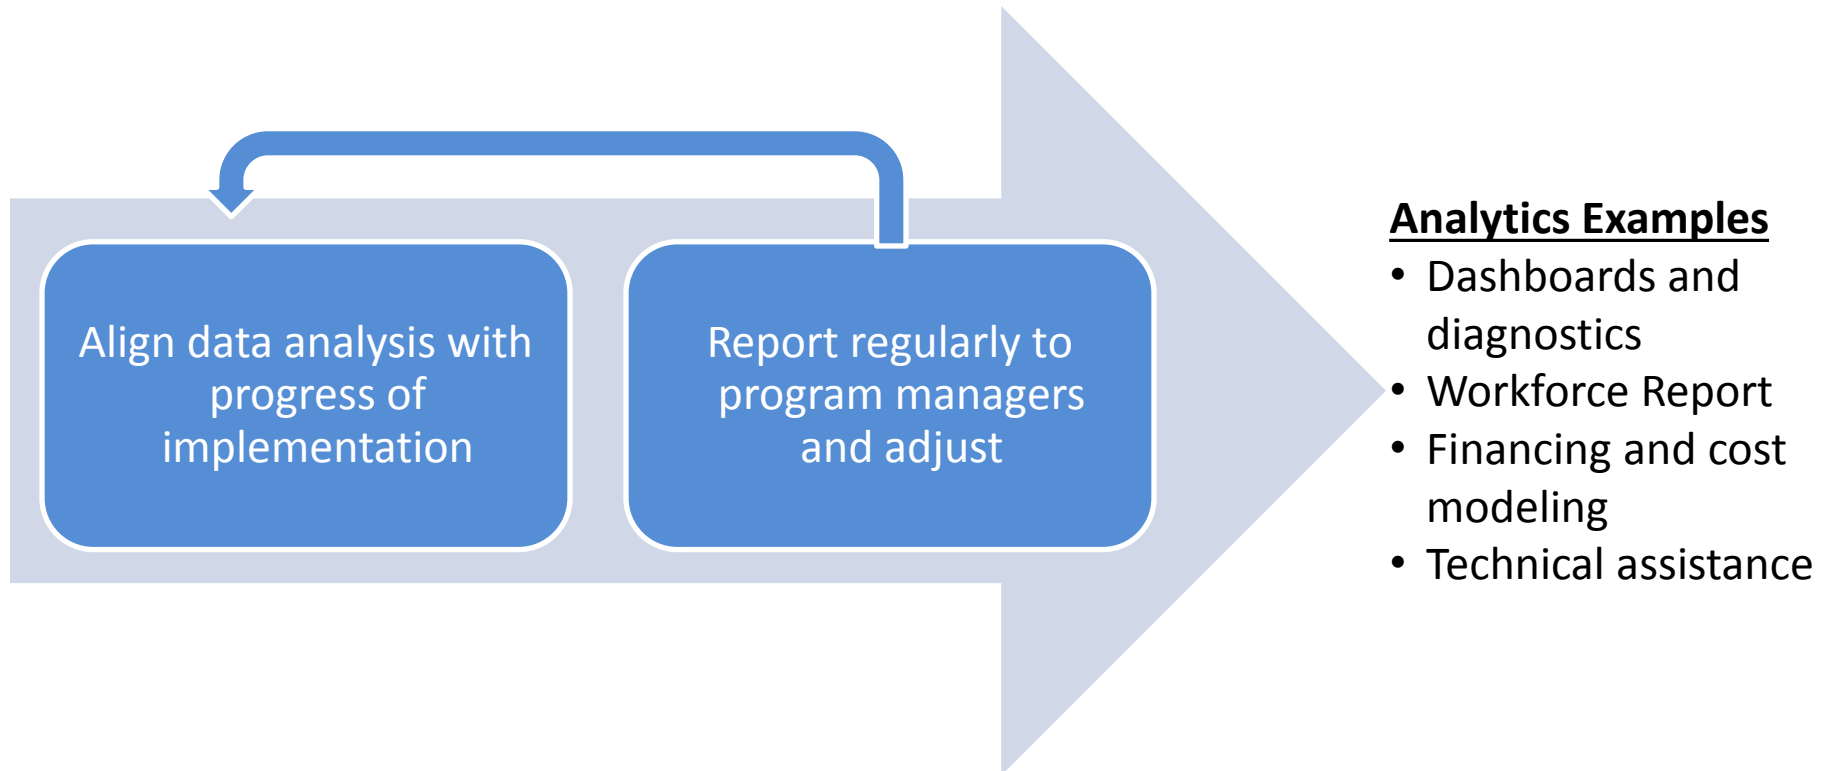 Align data analysis with
progress of
implementation
Report regularly to
program managers
and adjust
Analytics Examples
• Dashboards and
diagnostics
• Workforce Report
• Financing and cost
modeling
• Technical assistance